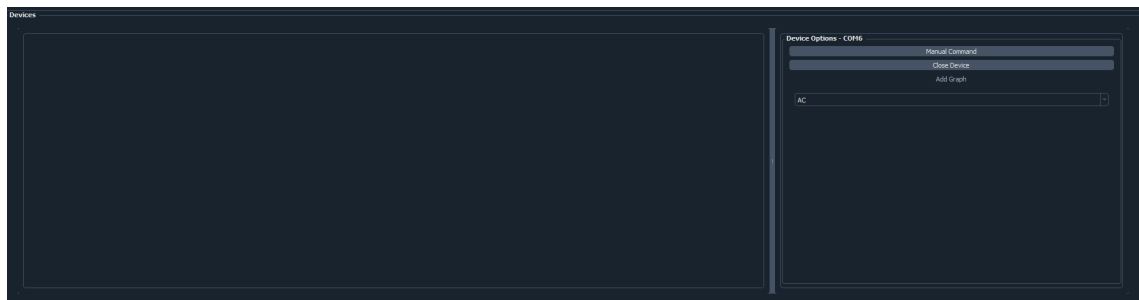 Devices
Device Options - COM6
Manual Command
Close Device
Add Graph
AC